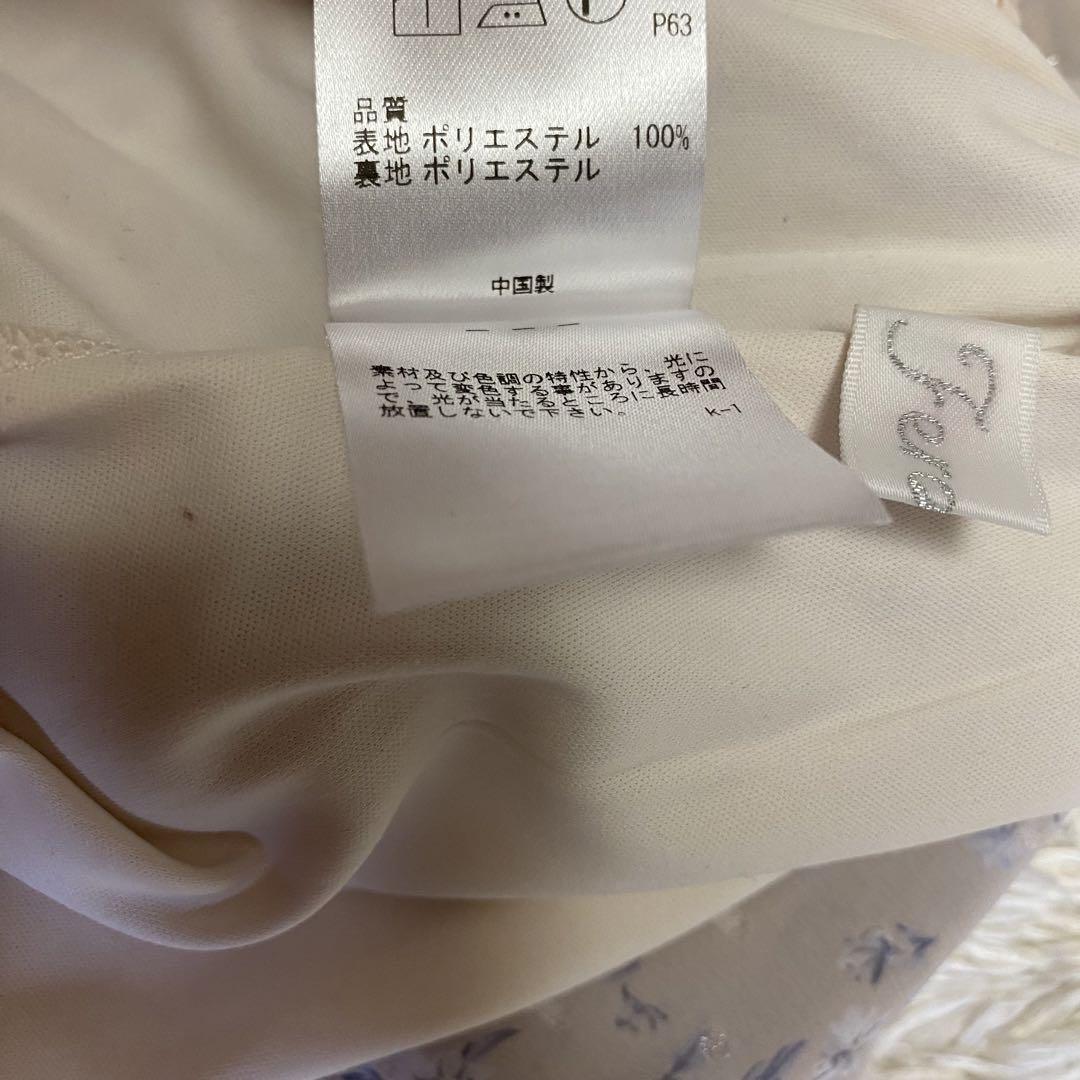 P63
品質
表地 ポリエステル 100%
裏地 ポリエステル
中国製
素材及び色調の特性から、光に
よって変色する事がありますの
で、光が当たるところに長時間
放置しないで下さい。 K-1